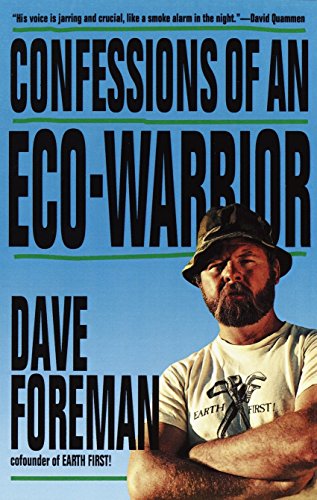 "His voice is jarring and crucial, like a smoke alarm in the night."—David Quammen
CONFESSIONS OF AN
ECO-WARRIOR
DAVE
FOREMAN
cofounder of EARTH FIRST!
EARTH FIRST!